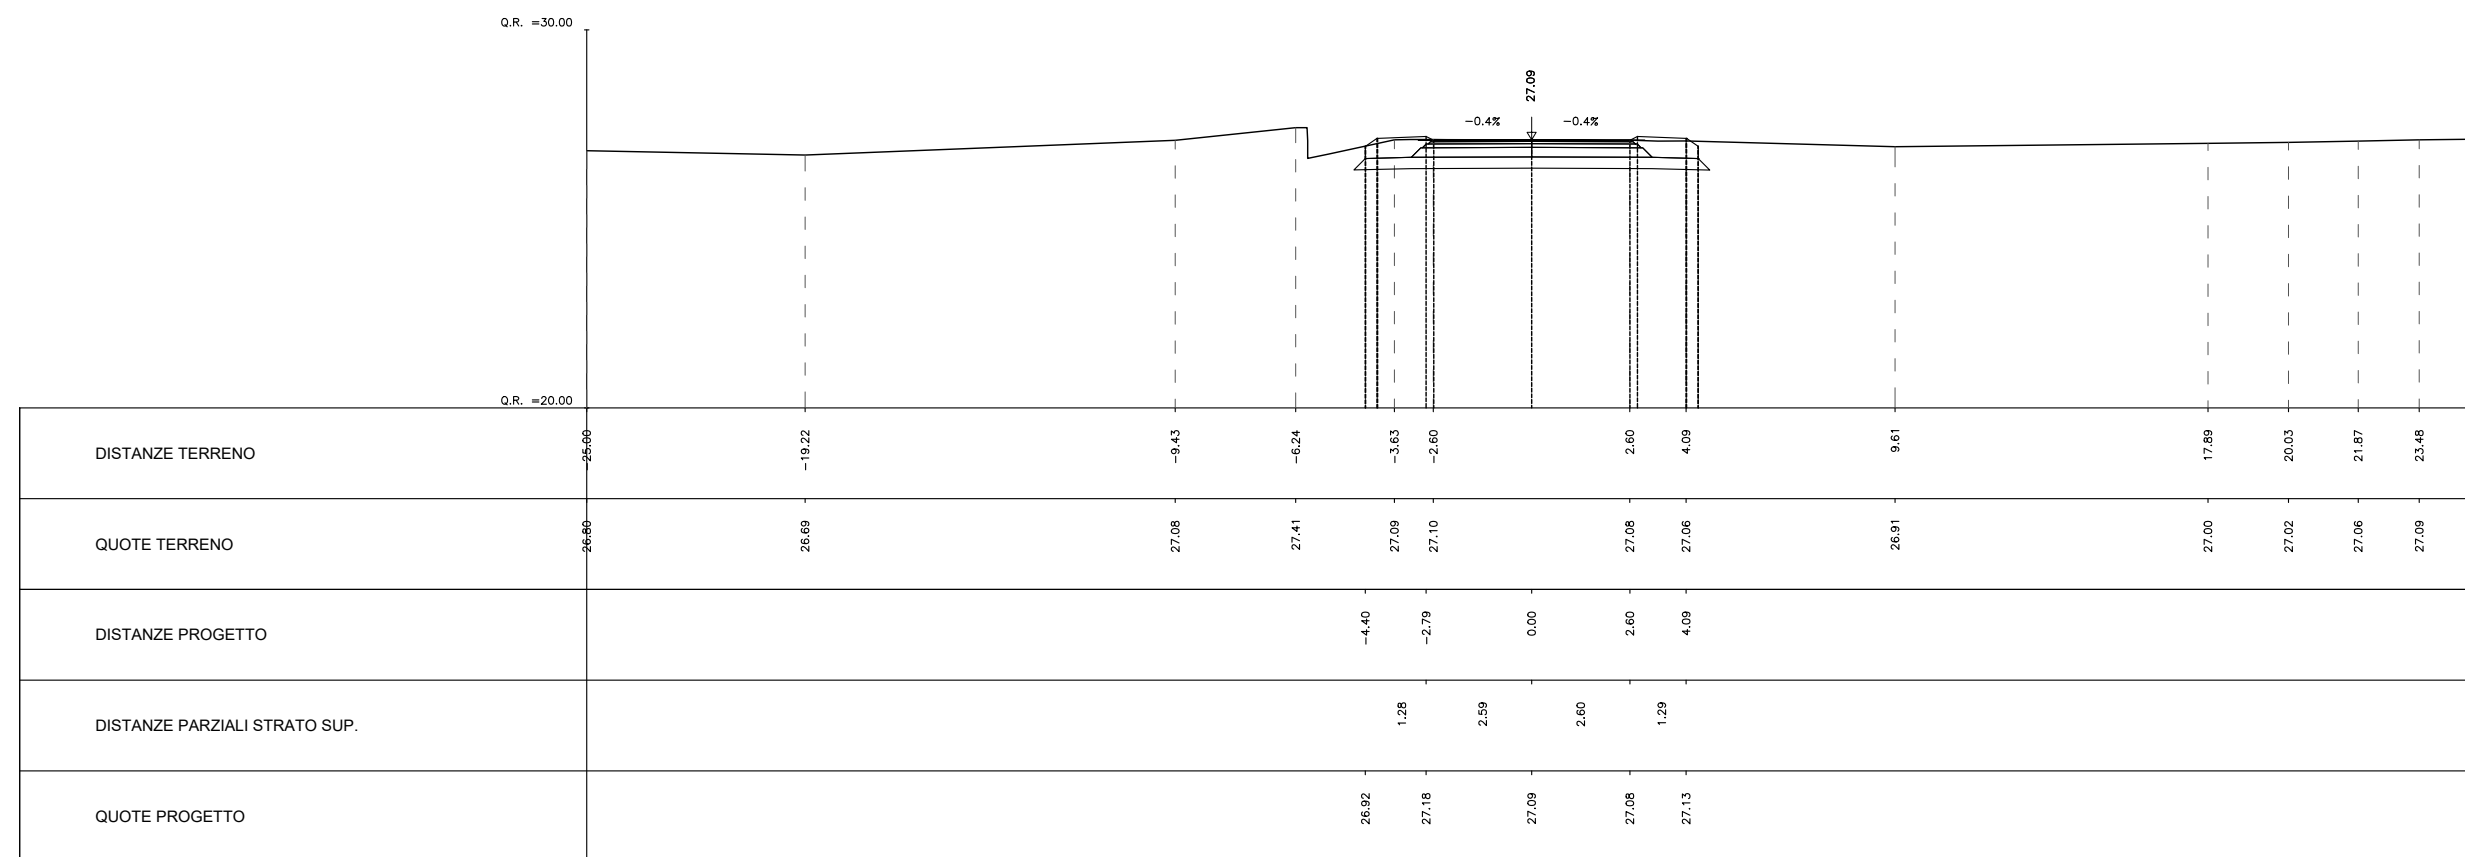 Q.R. =30.00
27.09
-0.4% -0.4%
Q.R. =20.00
DISTANZE TERRENO -25.00 -19.22 -9.43 -6.24 -3.63 -2.60 2.60 4.09 9.61 17.89 20.03 21.87 23.48
QUOTE TERRENO 26.80 26.69 27.08 27.41 27.09 27.10 27.08 27.06 26.91 27.00 27.02 27.06 27.09
DISTANZE PROGETTO -4.40 -2.79 0.00 2.60 4.09
DISTANZE PARZIALI STRATO SUP. 1.28 2.59 2.60 1.29
QUOTE PROGETTO 26.92 27.18 27.09 27.08 27.13